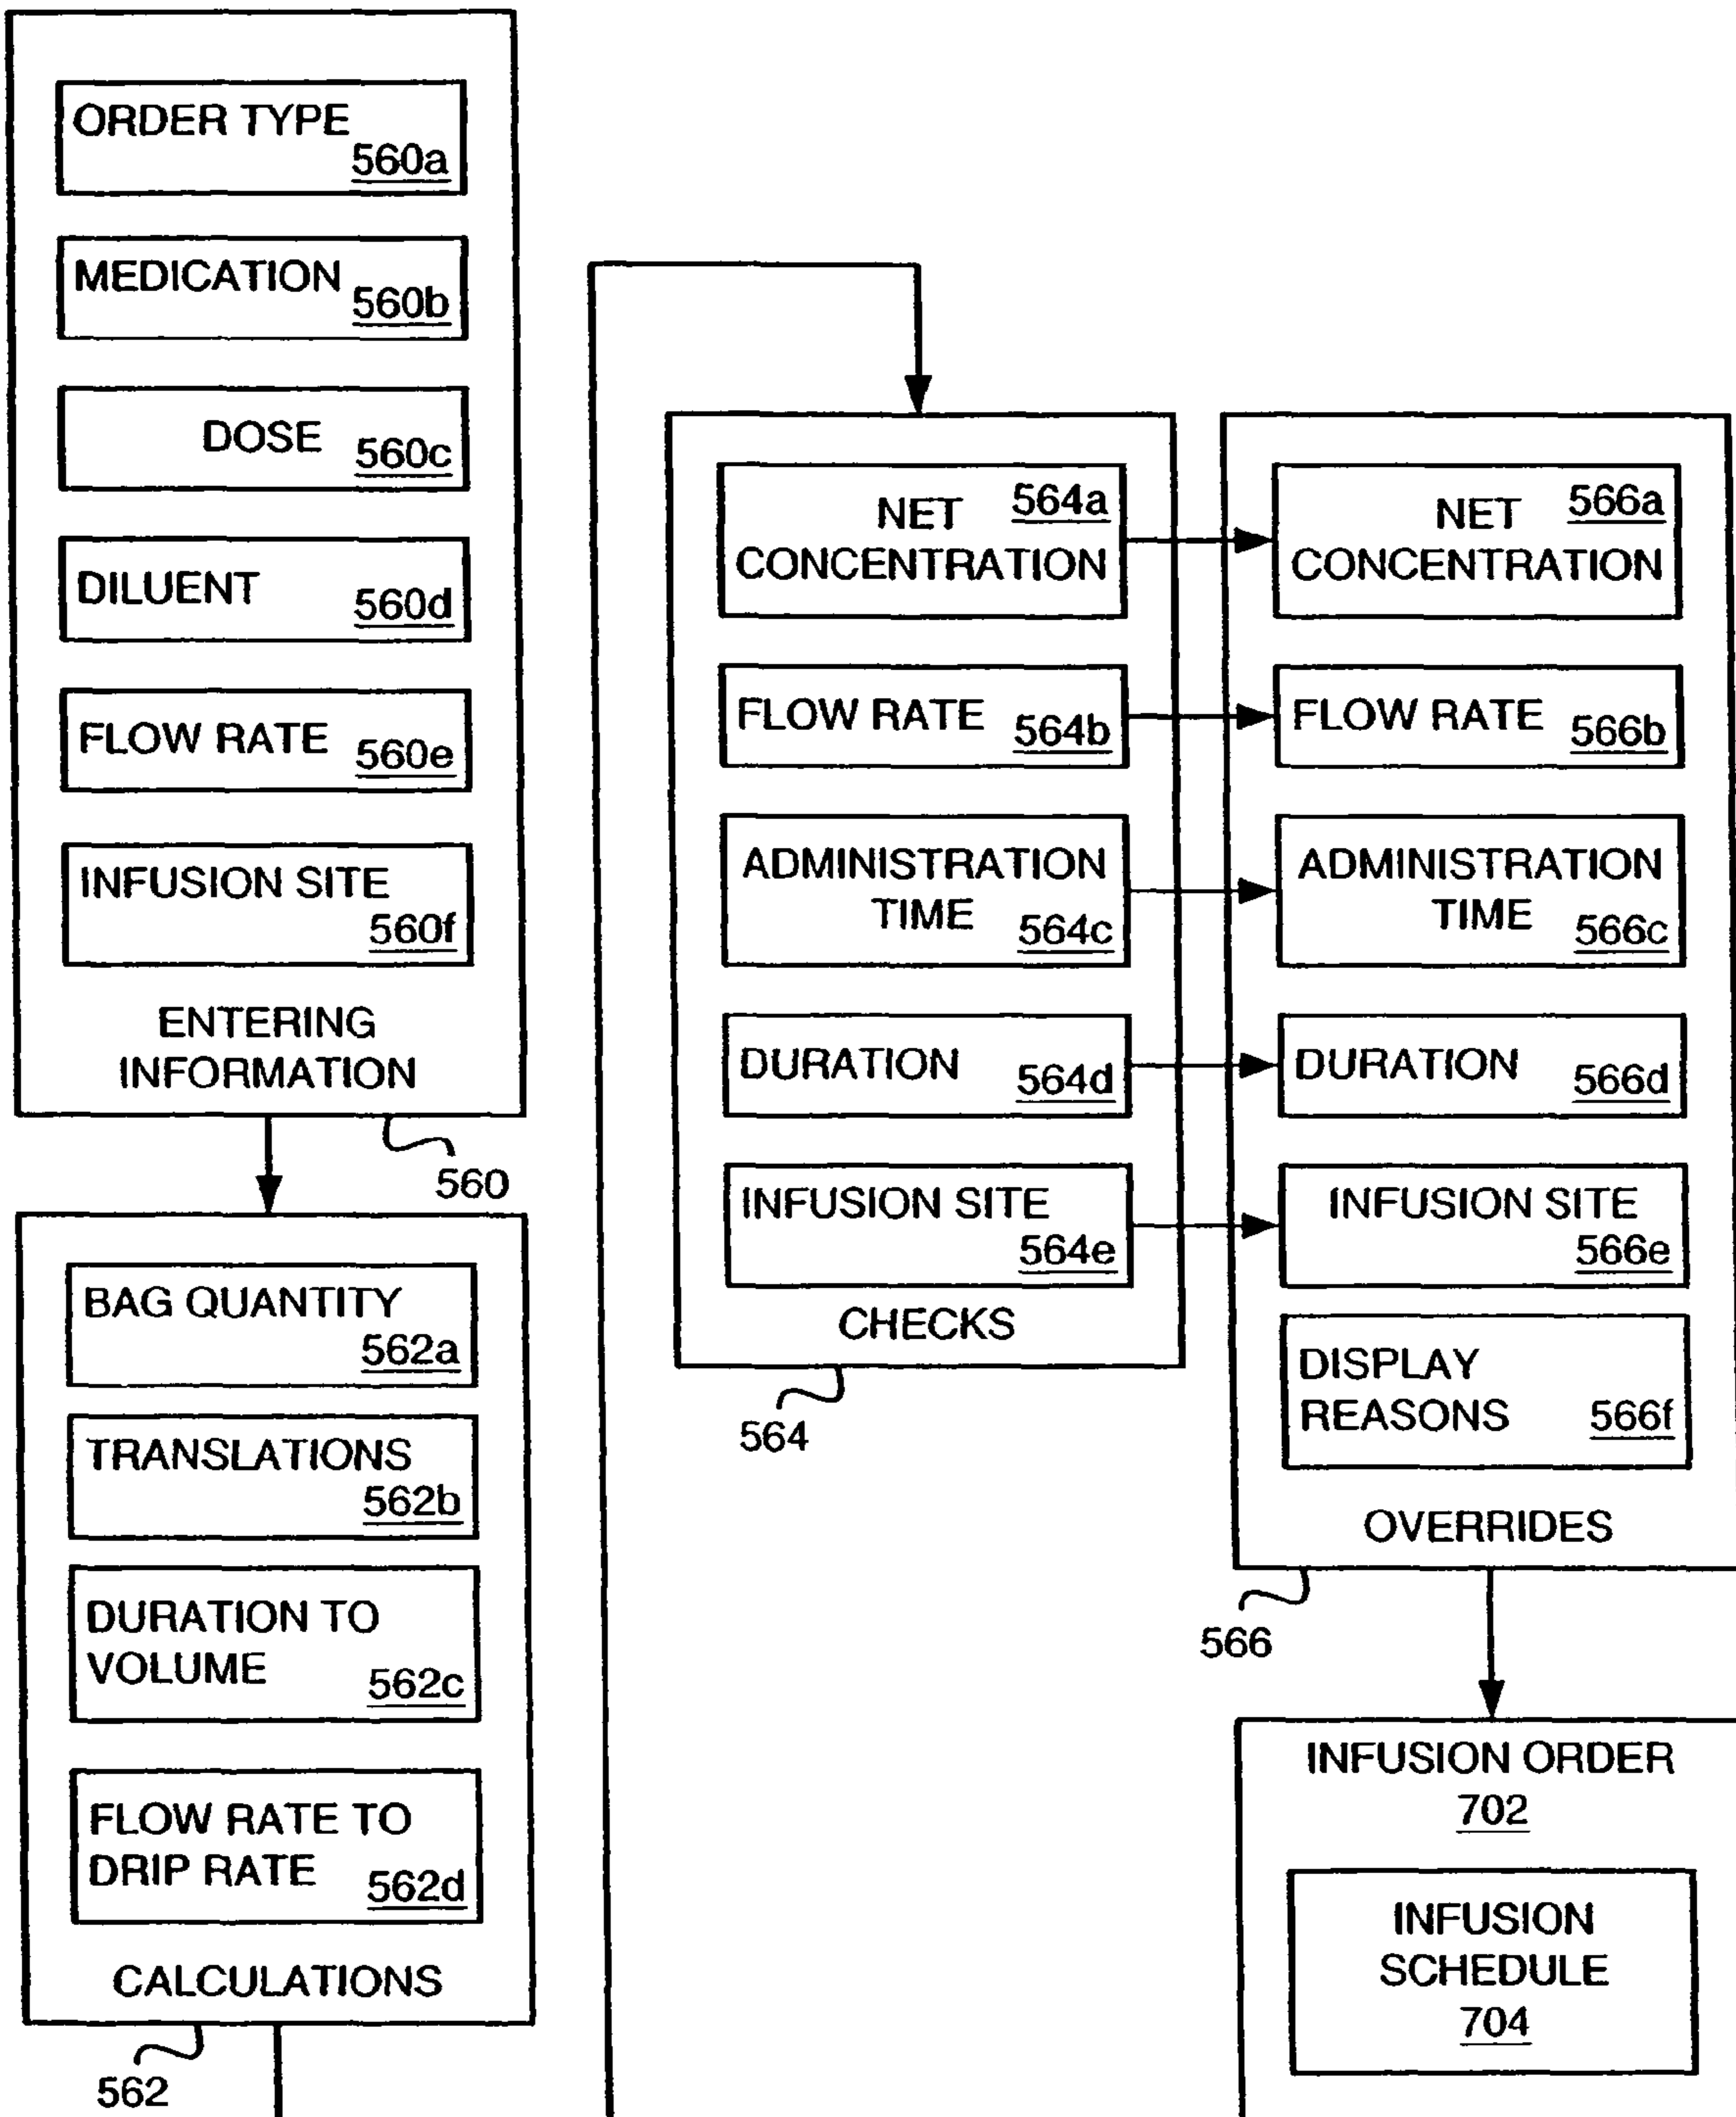 ORDER TYPE
560a
MEDICATION
560b
DOSE
560c
DILUENT
560d
FLOW RATE
560e
INFUSION SITE
560f
ENTERING
INFORMATION
560
BAG QUANTITY
562a
TRANSLATIONS
562b
DURATION TO
VOLUME
562c
FLOW RATE TO
DRIP RATE
562d
CALCULATIONS
562
NET
564a
CONCENTRATION
FLOW RATE
564b
ADMINISTRATION
TIME
564c
DURATION
564d
INFUSION SITE
564e
CHECKS
564
NET
566a
CONCENTRATION
FLOW RATE
566b
ADMINISTRATION
TIME
566c
DURATION
566d
INFUSION SITE
566e
DISPLAY
REASONS
566f
OVERRIDES
566
INFUSION ORDER
702
INFUSION
SCHEDULE
704